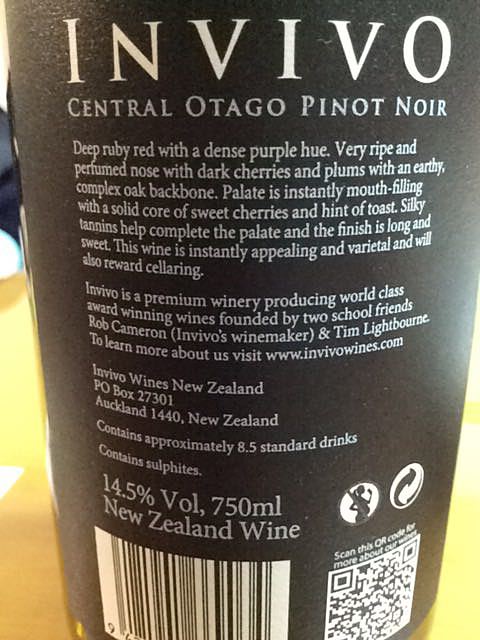 INVIVO
CENTRAL OTAGO PINOT NOIR
Deep ruby red with a dense purple hue. Very ripe and
perfumed nose with dark cherries and plums with an earthy,
complex oak backbone. Palate is instantly mouth-filling
with a solid core of sweet cherries and hint of toast. Silky
tannins help complete the palate and the finish is long and
sweet. This wine is instantly appealing and varietal and will
also reward cellaring.
Invivo is a premium winery producing world class
award winning wines founded by two school friends
Rob Cameron (Invivo's winemaker) & Tim Lightbourne.
To learn more about us visit www.invivowines.com
Invivo Wines New Zealand
PO Box 27301
Auckland 1440, New Zealand
Contains approximately 8.5 standard drinks
Contains sulphites.
14.5% Vol, 750ml
New Zealand Wine
Scan this QR code for
more about our wines